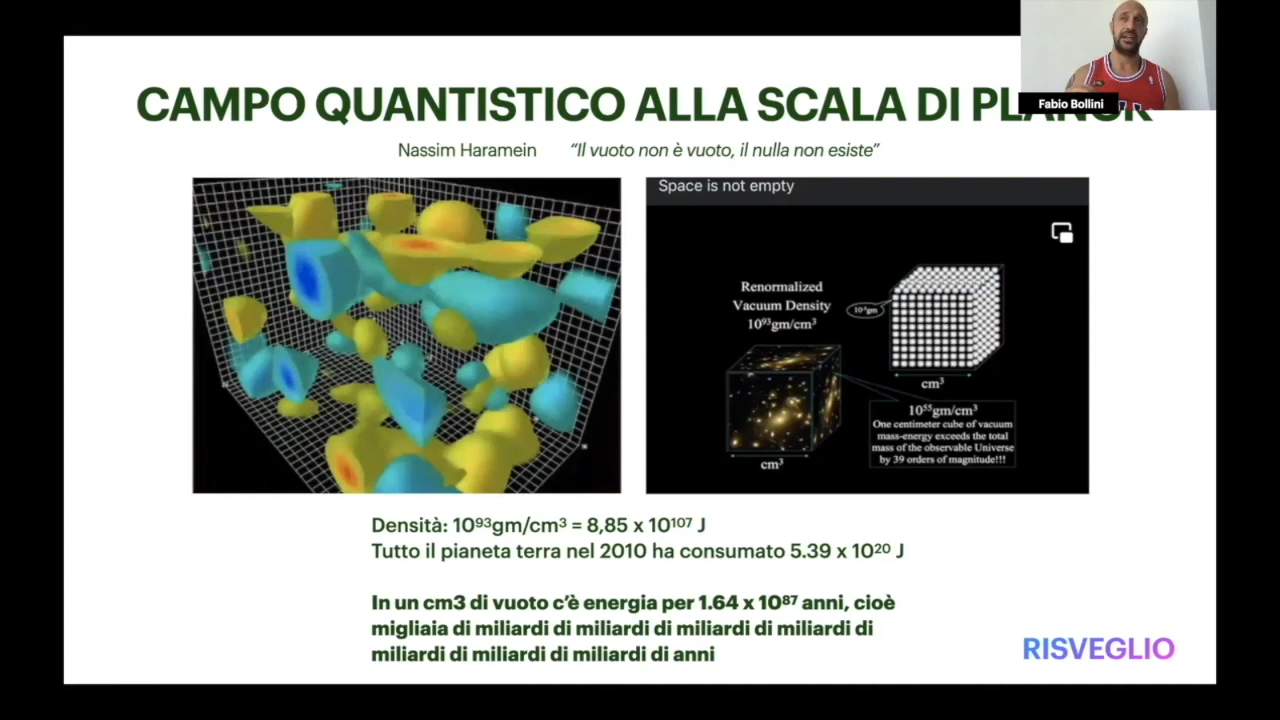 CAMPO QUANTISTICO ALLA SCALA DI PLANCK
Fabio Bollini
Nassim Haramein “Il vuoto non è vuoto, il nulla non esiste”
Space is not empty
Renormalized
Vacuum Density
10⁹³gm/cm³
10⁻⁵gm
cm³
cm³
10⁵⁵gm/cm³
One centimeter cube of vacuum
mass-energy exceeds the total
mass of the observable Universe
by 39 orders of magnitude!!!
Densità: 10⁹³gm/cm³ = 8,85 x 10¹⁰⁷ J
Tutto il pianeta terra nel 2010 ha consumato 5.39 x 10²⁰ J
In un cm3 di vuoto c’è energia per 1.64 x 10⁸⁷ anni, cioè
migliaia di miliardi di miliardi di miliardi di miliardi di
miliardi di miliardi di miliardi di anni
RISVEGLIO